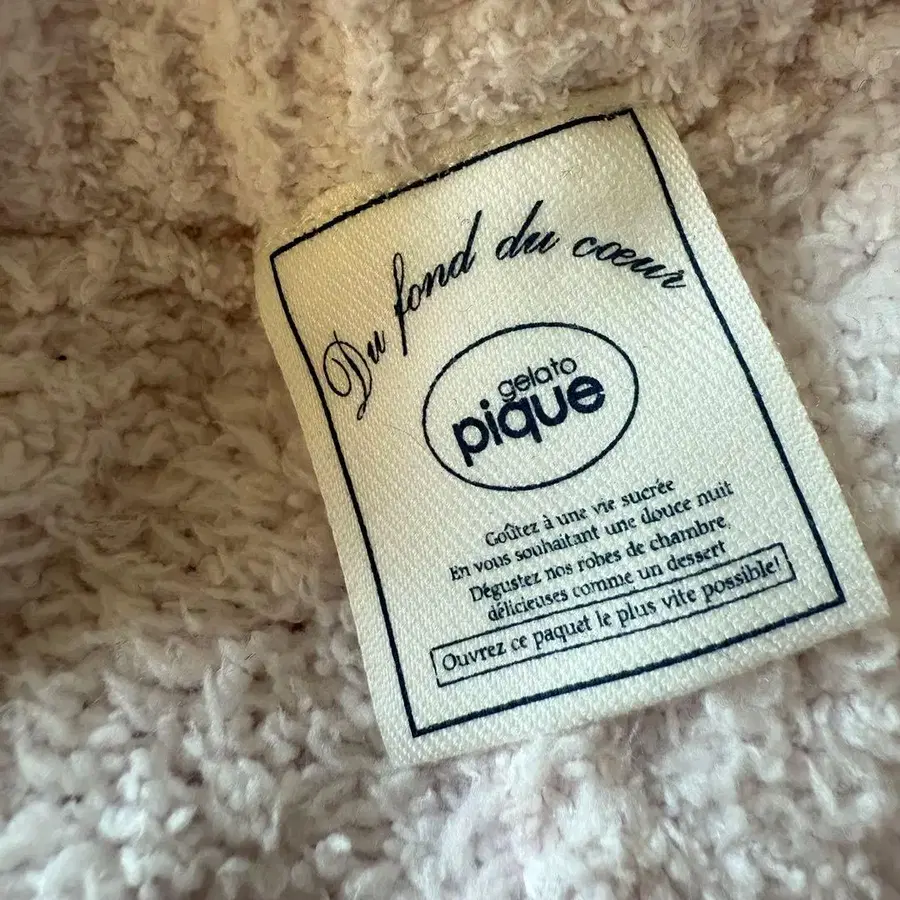 Du fond du cœur
gelato
pique
Goûtez à une vie sucrée
En vous souhaitant une douce nuit
Dégustez nos robes de chambre,
délicieuses comme un dessert
Ouvrez ce paquet le plus vite possible!